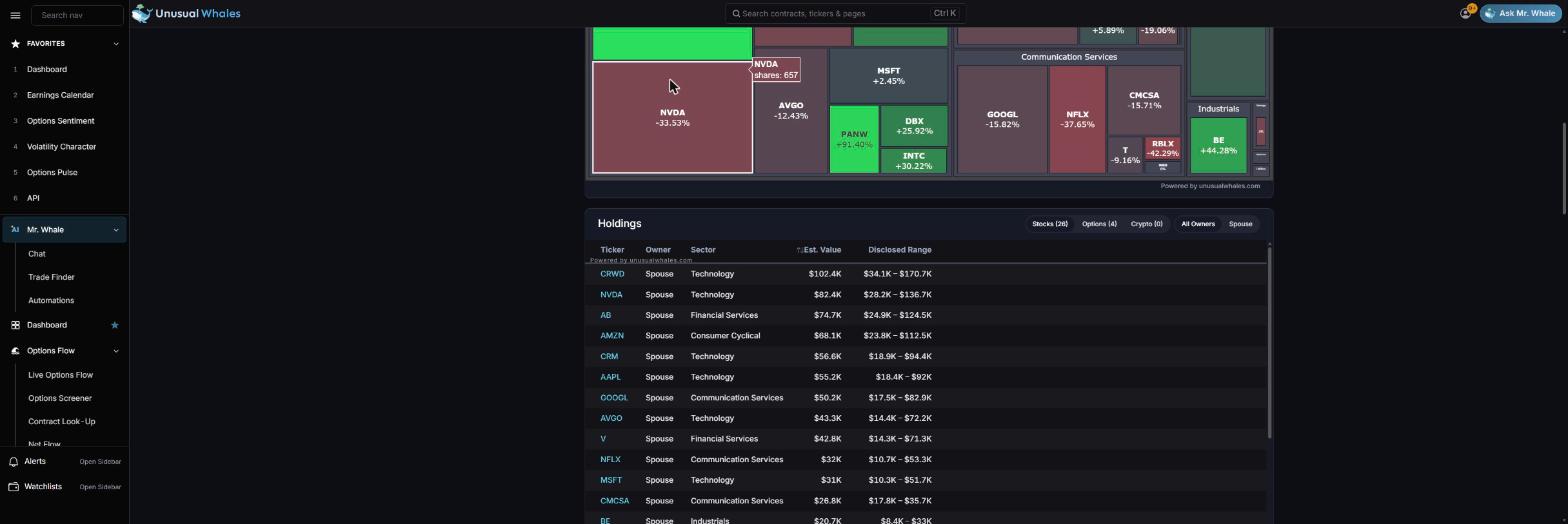 Search nav
Unusual Whales
Search contracts, tickers & pages
Ctrl K
9+
Ask Mr. Whale
FAVORITES
1 Dashboard
2 Earnings Calendar
3 Options Sentiment
4 Volatility Character
5 Options Pulse
6 API
AI Mr. Whale
Chat
Trade Finder
Automations
Dashboard
Options Flow
Live Options Flow
Options Screener
Contract Look-Up
Net Flow
Alerts Open Sidebar
Watchlists Open Sidebar
+5.89%
-19.06%
NVDA
shares: 657
NVDA
-33.53%
AVGO
-12.43%
MSFT
+2.45%
PANW
+91.40%
DBX
+25.92%
INTC
+30.22%
Communication Services
GOOGL
-15.82%
NFLX
-37.65%
CMCSA
-15.71%
T
-9.16%
RBLX
-42.29%
Industrials
BE
+44.28%
Powered by unusualwhales.com
Holdings
Stocks (26) Options (4) Crypto (0) All Owners Spouse
Ticker Owner Sector ↑↓Est. Value Disclosed Range
Powered by unusualwhales.com
CRWD Spouse Technology $102.4K $34.1K – $170.7K
NVDA Spouse Technology $82.4K $28.2K – $136.7K
AB Spouse Financial Services $74.7K $24.9K – $124.5K
AMZN Spouse Consumer Cyclical $68.1K $23.8K – $112.5K
CRM Spouse Technology $56.6K $18.9K – $94.4K
AAPL Spouse Technology $55.2K $18.4K – $92K
GOOGL Spouse Communication Services $50.2K $17.5K – $82.9K
AVGO Spouse Technology $43.3K $14.4K – $72.2K
V Spouse Financial Services $42.8K $14.3K – $71.3K
NFLX Spouse Communication Services $32K $10.7K – $53.3K
MSFT Spouse Technology $31K $10.3K – $51.7K
CMCSA Spouse Communication Services $26.8K $17.8K – $35.7K
BE Spouse Industrials $20.7K $8.4K – $33K